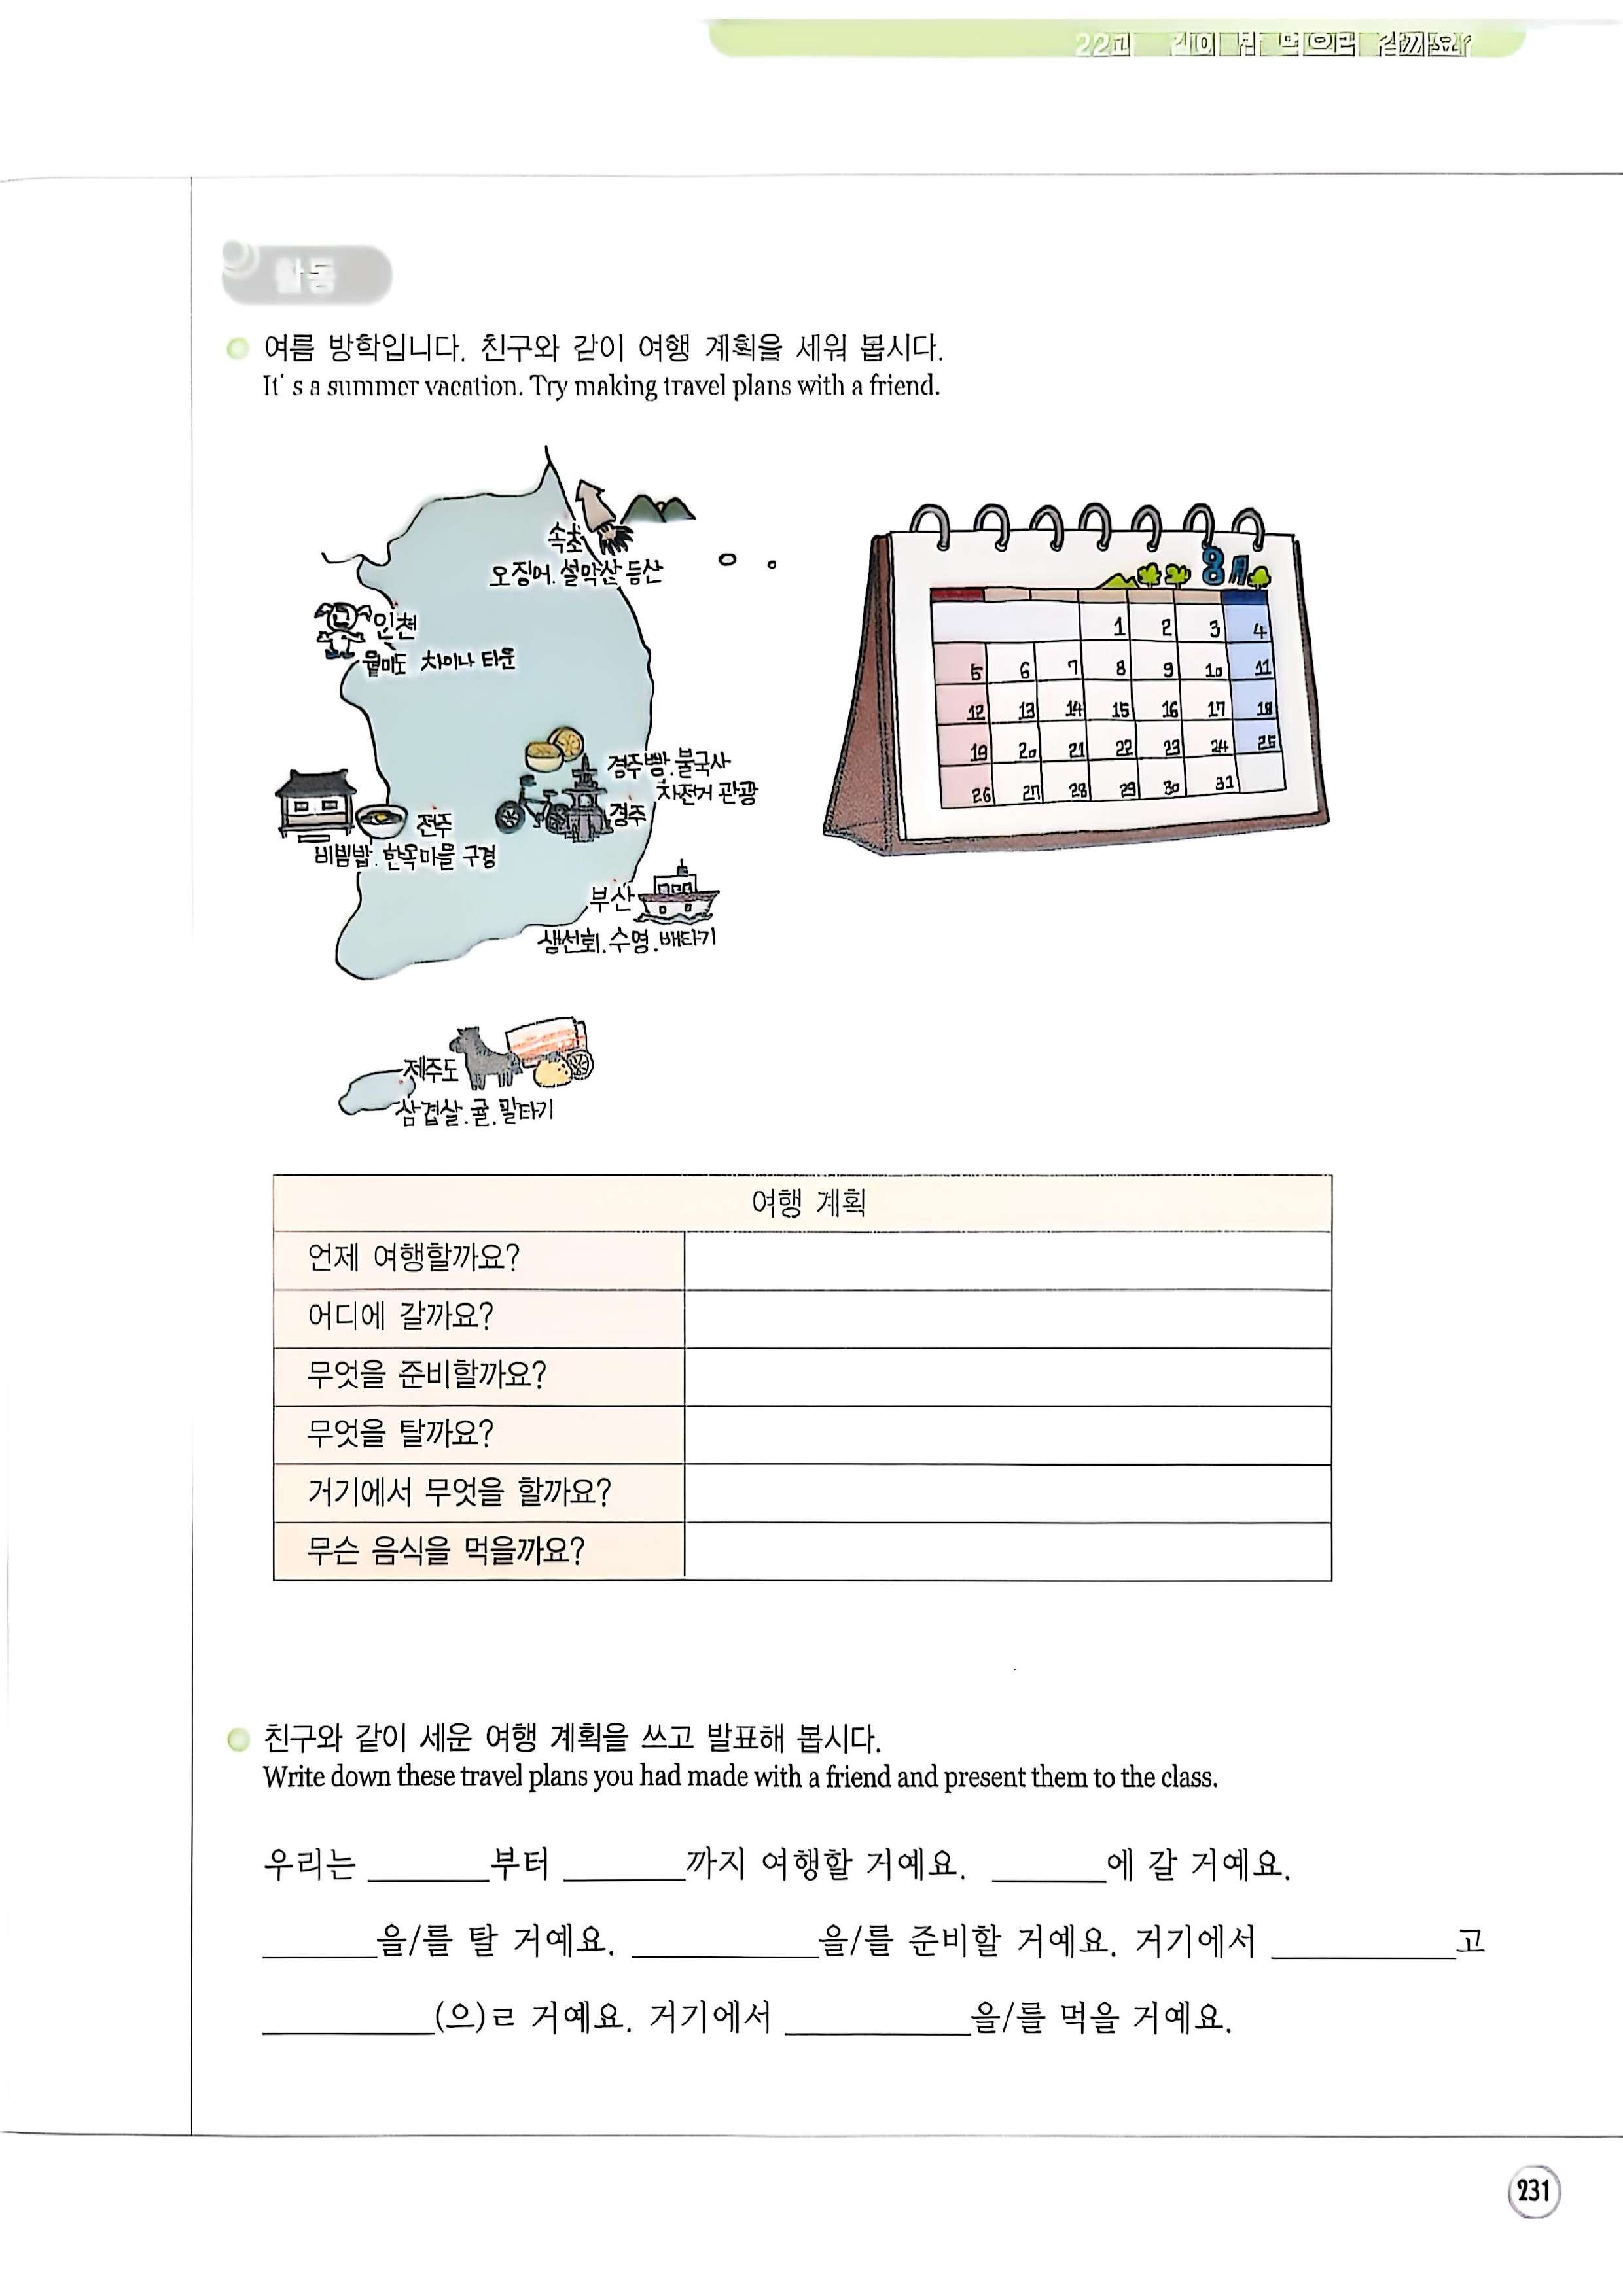 22과 같이 뭐 먹으러 갈까요?
활동
여름 방학입니다. 친구와 같이 여행 계획을 세워 봅시다.
It's a summer vacation. Try making travel plans with a friend.
속초
오징어. 설악산 등산
인천
월미도 차이나 타운
경주빵. 불국사
자전거 관광
경주
전주
비빔밥. 한옥마을 구경
부산
생선회. 수영. 배타기
제주도
삼겹살. 귤. 말타기
8月
1 2 3 4
5 6 7 8 9 10 11
12 13 14 15 16 17 18
19 20 21 22 23 24 25
26 27 28 29 30 31
여행 계획
언제 여행할까요?
어디에 갈까요?
무엇을 준비할까요?
무엇을 탈까요?
거기에서 무엇을 할까요?
무슨 음식을 먹을까요?
친구와 같이 세운 여행 계획을 쓰고 발표해 봅시다.
Write down these travel plans you had made with a friend and present them to the class.
우리는 ______부터 ______까지 여행할 거예요. ______에 갈 거예요.
______을/를 탈 거예요. ______을/를 준비할 거예요. 거기에서 ______고
______(으)ㄹ 거예요. 거기에서 ______을/를 먹을 거예요.
231